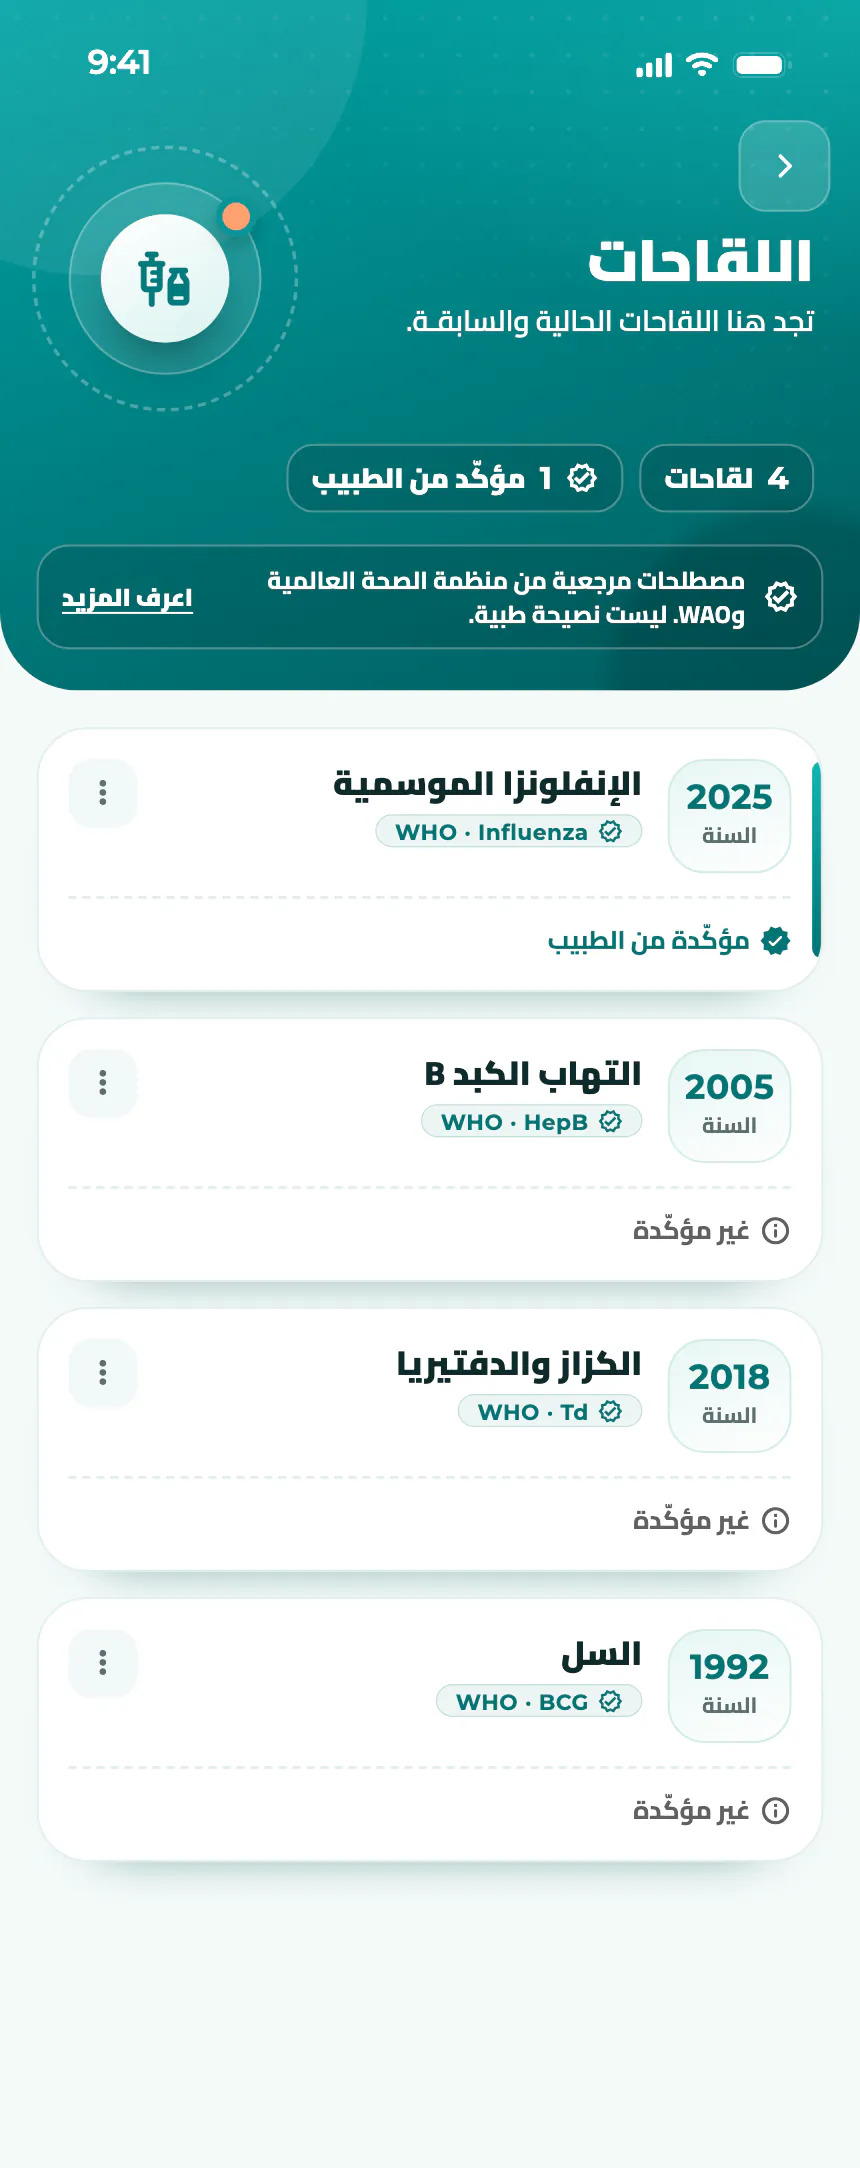 9:41
اللقاحات
تجد هنا اللقاحات الحالية والسابقـة.
4 لقاحات
1 مؤكّد من الطبيب
مصطلحات مرجعية من منظمة الصحة العالمية
وWAO. ليست نصيحة طبية.
اعرف المزيد
2025
السنة
الإنفلونزا الموسمية
WHO · Influenza
مؤكّدة من الطبيب
2005
السنة
التهاب الكبد B
WHO · HepB
غير مؤكّدة
2018
السنة
الكزاز والدفتيريا
WHO · Td
غير مؤكّدة
1992
السنة
السل
WHO · BCG
غير مؤكّدة